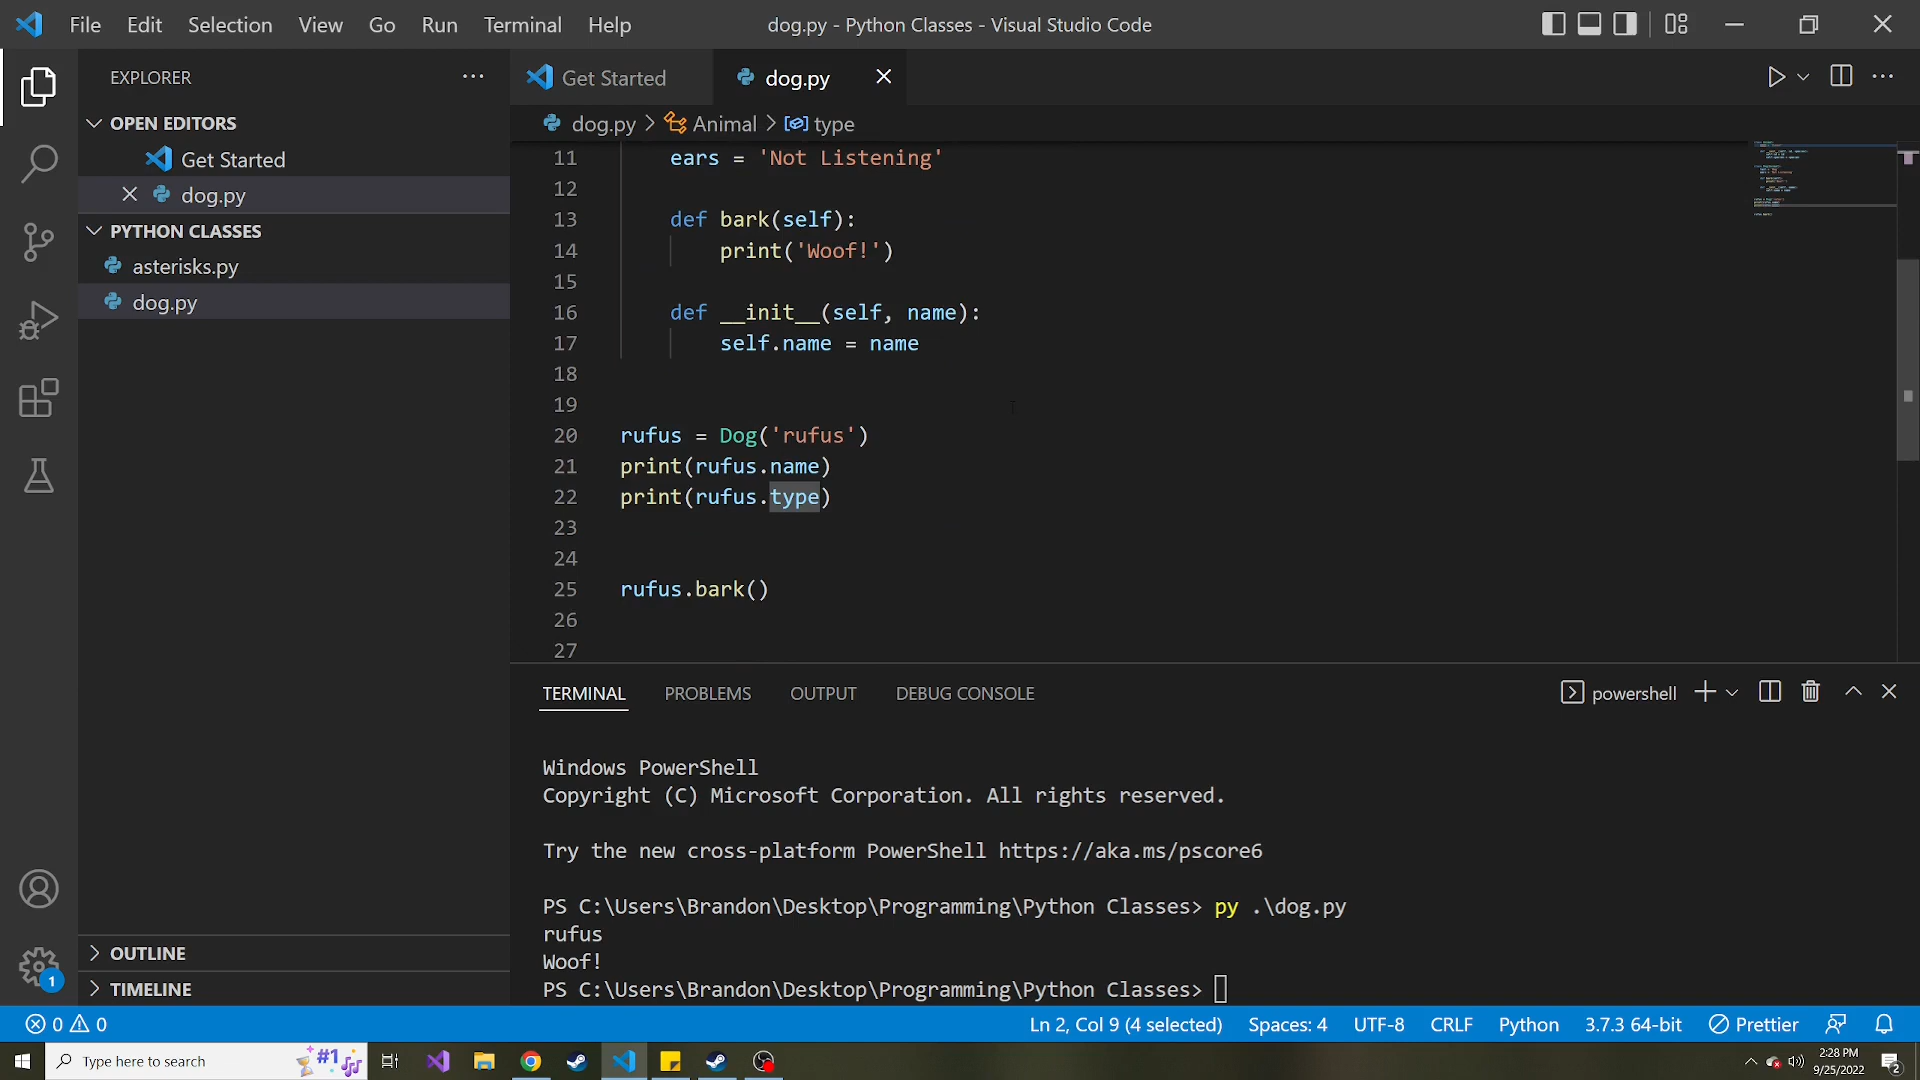 File Edit Selection View Go Run Terminal Help
dog.py - Python Classes - Visual Studio Code
EXPLORER
OPEN EDITORS
Get Started
dog.py
PYTHON CLASSES
asterisks.py
dog.py
OUTLINE
TIMELINE
Get Started
dog.py
dog.py > Animal > type
11 ears = 'Not Listening'
12
13 def bark(self):
14 print('Woof!')
15
16 def __init__(self, name):
17 self.name = name
18
19
20 rufus = Dog('rufus')
21 print(rufus.name)
22 print(rufus.type)
23
24
25 rufus.bark()
26
27
TERMINAL PROBLEMS OUTPUT DEBUG CONSOLE
powershell
Windows PowerShell
Copyright (C) Microsoft Corporation. All rights reserved.
Try the new cross-platform PowerShell https://aka.ms/pscore6
PS C:\Users\Brandon\Desktop\Programming\Python Classes> py .\dog.py
rufus
Woof!
PS C:\Users\Brandon\Desktop\Programming\Python Classes>
1
0 0
Ln 2, Col 9 (4 selected) Spaces: 4 UTF-8 CRLF Python 3.7.3 64-bit Prettier
Type here to search
#1
2:28 PM
9/25/2022
2